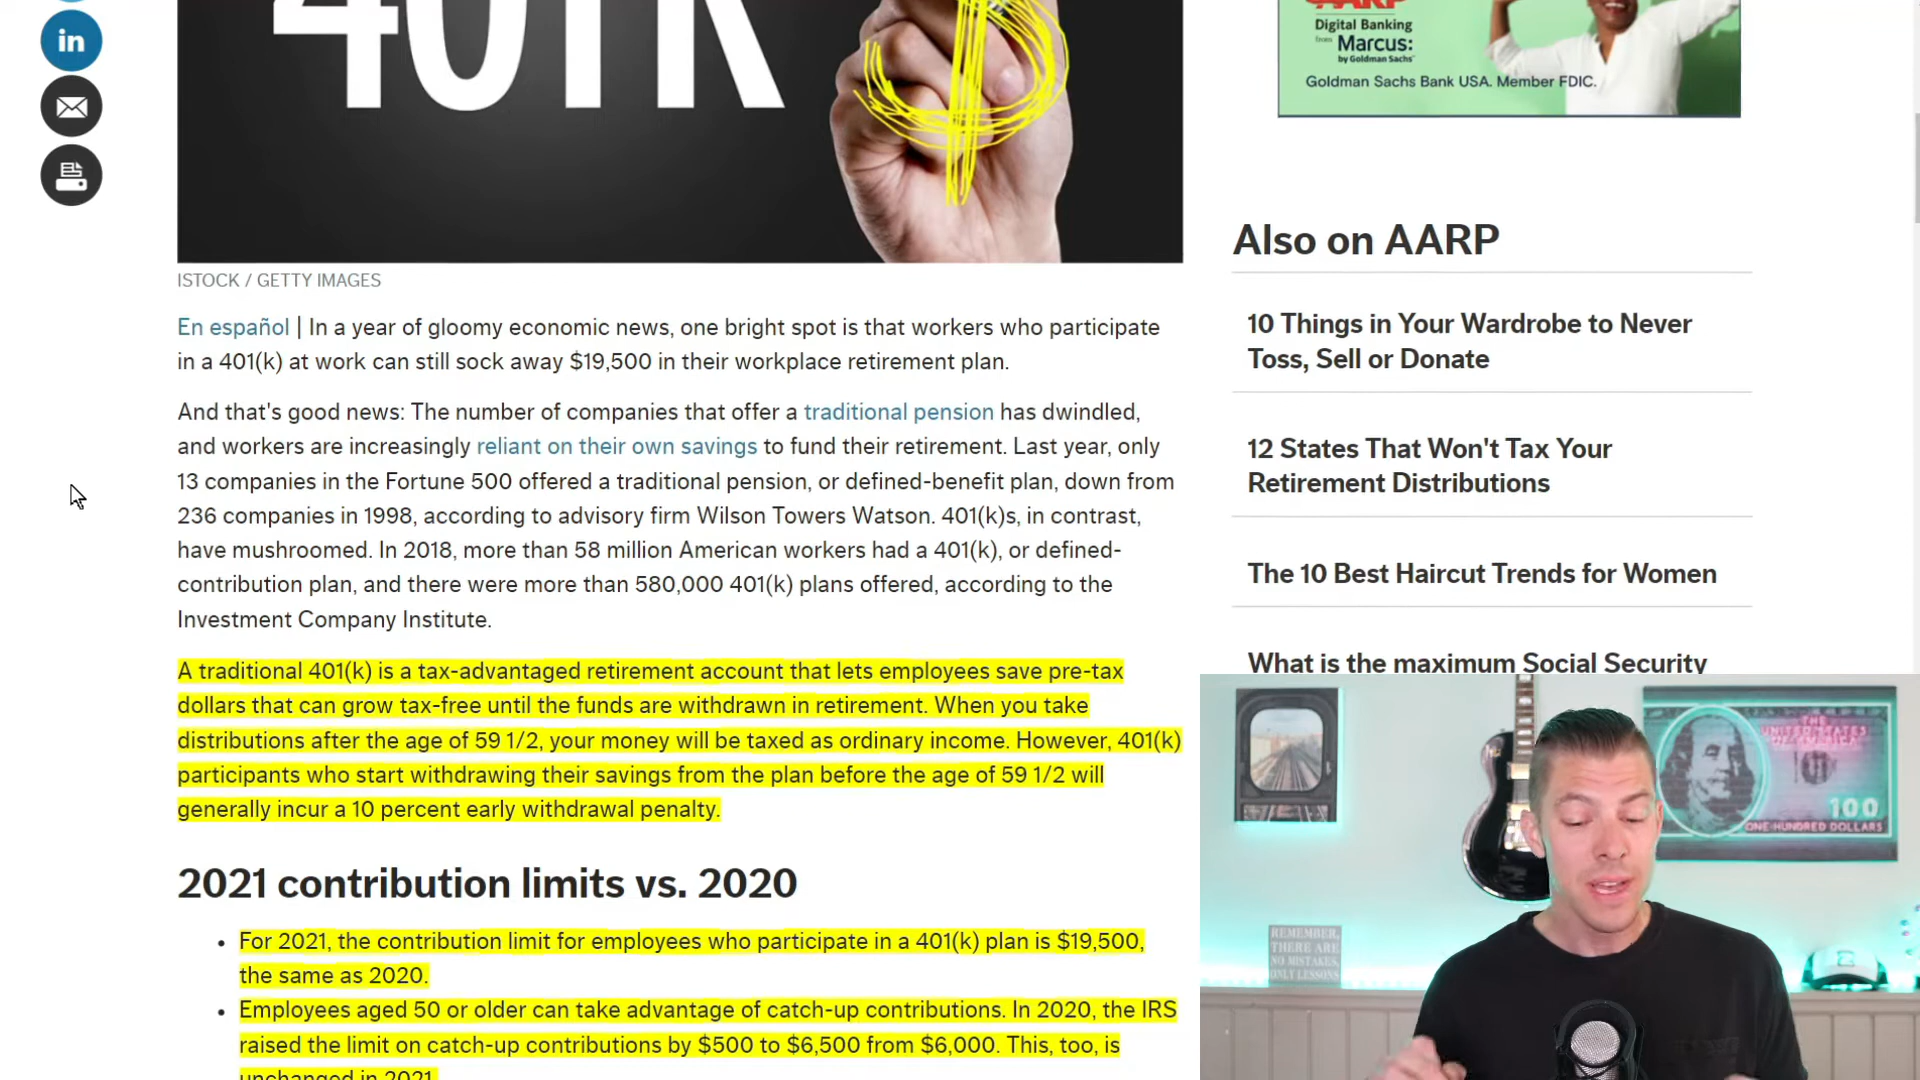 401K
AARP
Digital Banking
from Marcus:
by Goldman Sachs
Goldman Sachs Bank USA. Member FDIC.
in
ISTOCK / GETTY IMAGES
En español | In a year of gloomy economic news, one bright spot is that workers who participate
in a 401(k) at work can still sock away $19,500 in their workplace retirement plan.
And that's good news: The number of companies that offer a traditional pension has dwindled,
and workers are increasingly reliant on their own savings to fund their retirement. Last year, only
13 companies in the Fortune 500 offered a traditional pension, or defined-benefit plan, down from
236 companies in 1998, according to advisory firm Wilson Towers Watson. 401(k)s, in contrast,
have mushroomed. In 2018, more than 58 million American workers had a 401(k), or defined-
contribution plan, and there were more than 580,000 401(k) plans offered, according to the
Investment Company Institute.
A traditional 401(k) is a tax-advantaged retirement account that lets employees save pre-tax
dollars that can grow tax-free until the funds are withdrawn in retirement. When you take
distributions after the age of 59 1/2, your money will be taxed as ordinary income. However, 401(k)
participants who start withdrawing their savings from the plan before the age of 59 1/2 will
generally incur a 10 percent early withdrawal penalty.
2021 contribution limits vs. 2020
• For 2021, the contribution limit for employees who participate in a 401(k) plan is $19,500,
the same as 2020.
• Employees aged 50 or older can take advantage of catch-up contributions. In 2020, the IRS
raised the limit on catch-up contributions by $500 to $6,500 from $6,000. This, too, is
unchanged in 2021.
Also on AARP
10 Things in Your Wardrobe to Never
Toss, Sell or Donate
12 States That Won't Tax Your
Retirement Distributions
The 10 Best Haircut Trends for Women
What is the maximum Social Security
THE
UNITED STATES
OF AMERICA
100
ONE-HUNDRED DOLLARS
REMEMBER,
THERE ARE
NO MISTAKES,
ONLY LESSONS